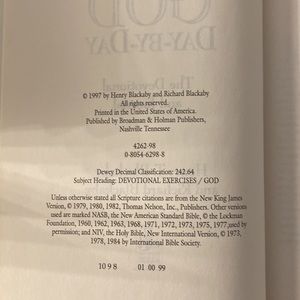 GOD
DAY-BY-DAY
© 1997 by Henry Blackaby and Richard Blackaby
All rights reserved.
Printed in the United States of America.
Published by Broadman & Holman Publishers,
Nashville Tennessee
4262-98
0-8054-6298-8
Dewey Decimal Classification: 242.64
Subject Heading: DEVOTIONAL EXERCISES / GOD
Unless otherwise stated all Scripture citations are from the New King James
Version, © 1979, 1980, 1982, Thomas Nelson, Inc., Publishers. Other versions
used are marked NASB, the New American Standard Bible, © the Lockman
Foundation, 1960, 1962, 1963, 1968, 1971, 1972, 1973, 1975, 1977,used by
permission; and NIV, the Holy Bible, New International Version, © 1973,
1978, 1984 by International Bible Society.
10 9 8 01 00 99